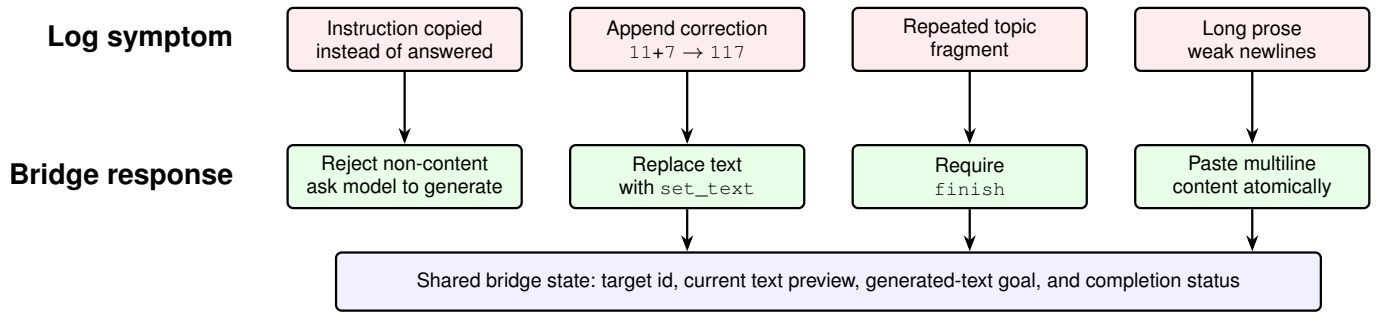 Log symptom
Instruction copied
instead of answered
Append correction
11+7 → 117
Repeated topic
fragment
Long prose
weak newlines
Bridge response
Reject non-content
ask model to generate
Replace text
with set_text
Require
finish
Paste multiline
content atomically
Shared bridge state: target id, current text preview, generated-text goal, and completion status